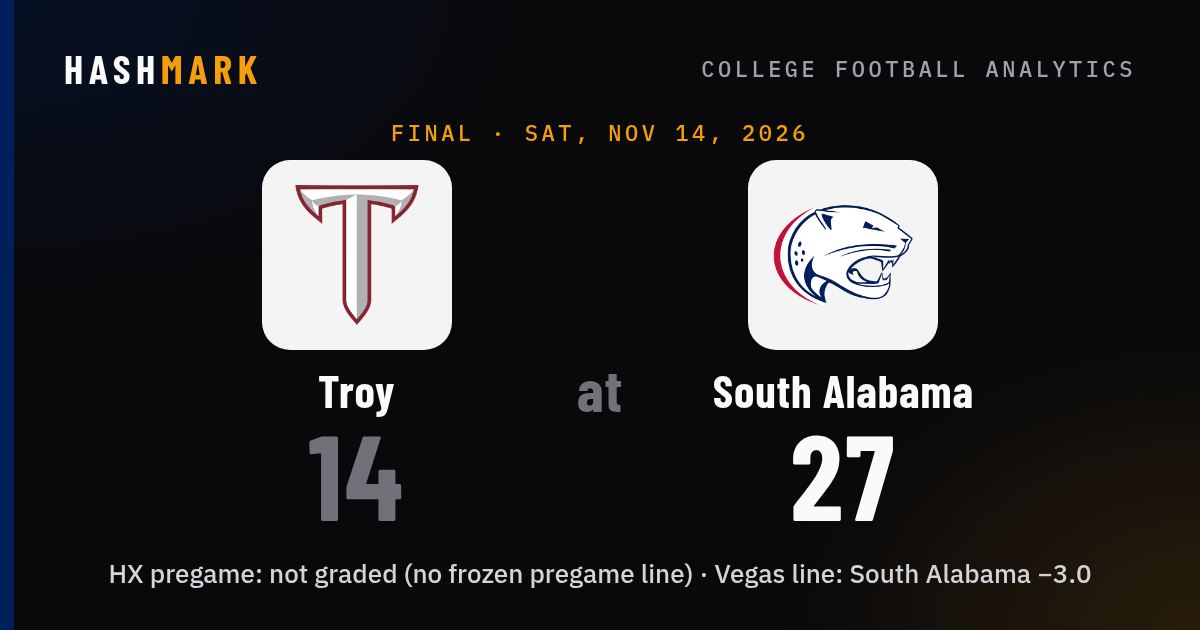 HASHMARK
COLLEGE FOOTBALL ANALYTICS
FINAL · SAT, NOV 14, 2026
Troy at South Alabama
14 27
HX pregame: not graded (no frozen pregame line) · Vegas line: South Alabama −3.0